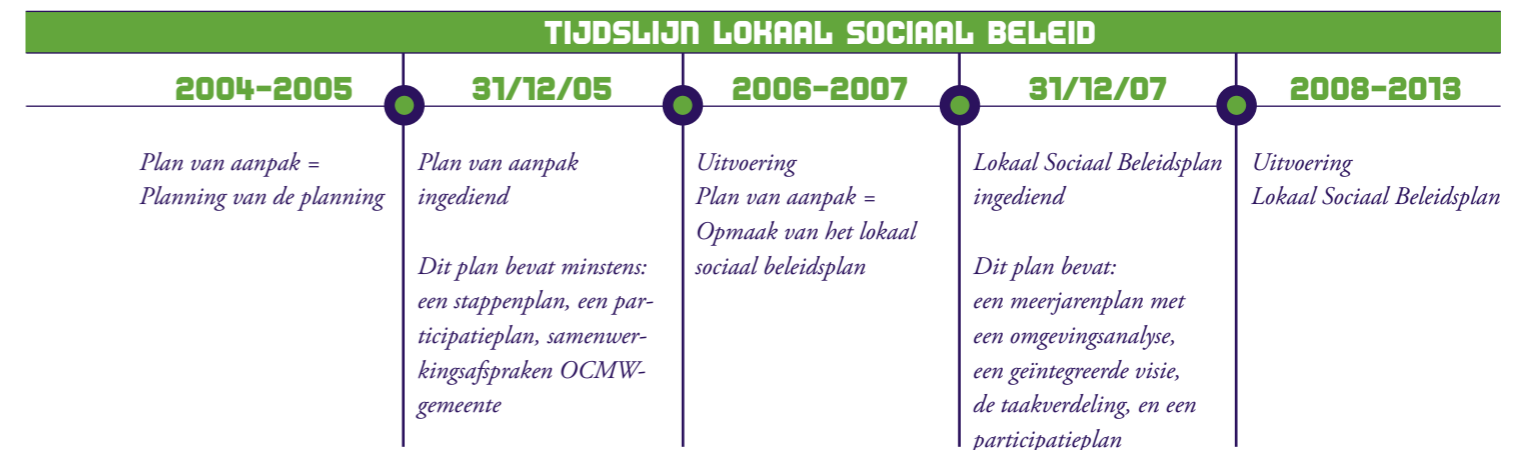 TIJDSLIJN LOKAAL SOCIAAL BELEID
2004-2005
Plan van aanpak =
Planning van de planning
31/12/05
Plan van aanpak
ingediend
Dit plan bevat minstens:
een stappenplan, een par-
ticipatieplan, samenwer-
kingsafspraken OCMW-
gemeente
2006-2007
Uitvoering
Plan van aanpak =
Opmaak van het lokaal
sociaal beleidsplan
31/12/07
Lokaal Sociaal Beleidsplan
ingediend
Dit plan bevat:
een meerjarenplan met
een omgevingsanalyse,
een geïntegreerde visie,
de taakverdeling, en een
participatieplan
2008-2013
Uitvoering
Lokaal Sociaal Beleidsplan